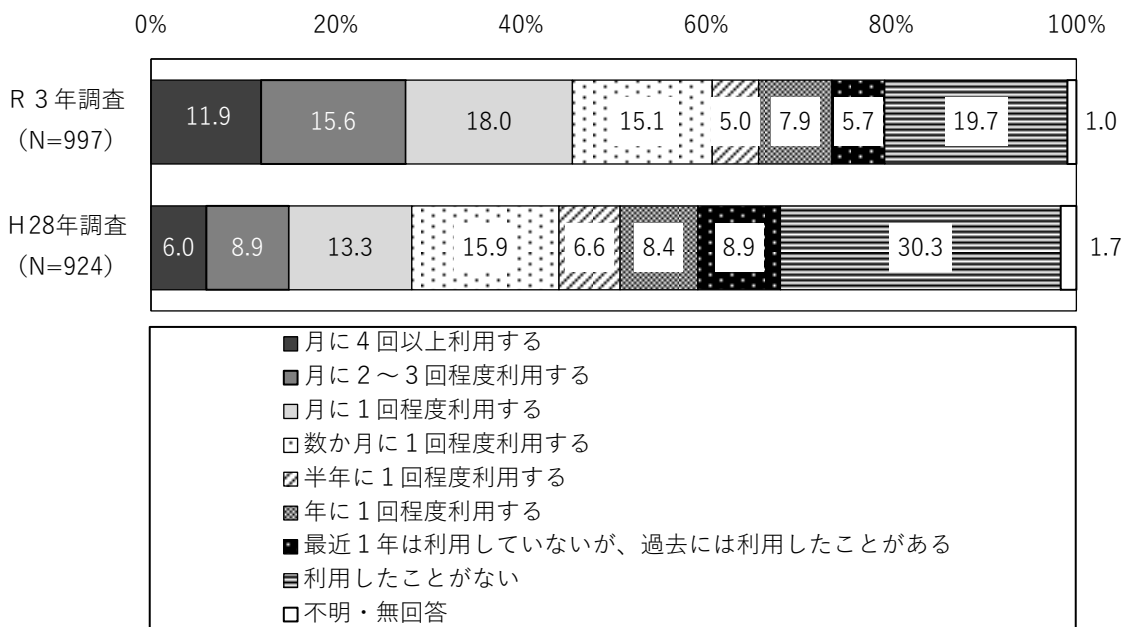 0% 20% 40% 60% 80% 100%
R３年調査
(N=997)
11.9 15.6 18.0 15.1 5.0 7.9 5.7 19.7 1.0
H28年調査
(N=924)
6.0 8.9 13.3 15.9 6.6 8.4 8.9 30.3 1.7
月に４回以上利用する
月に２～３回程度利用する
月に１回程度利用する
数か月に１回程度利用する
半年に１回程度利用する
年に１回程度利用する
最近１年は利用していないが、過去には利用したことがある
利用したことがない
不明・無回答